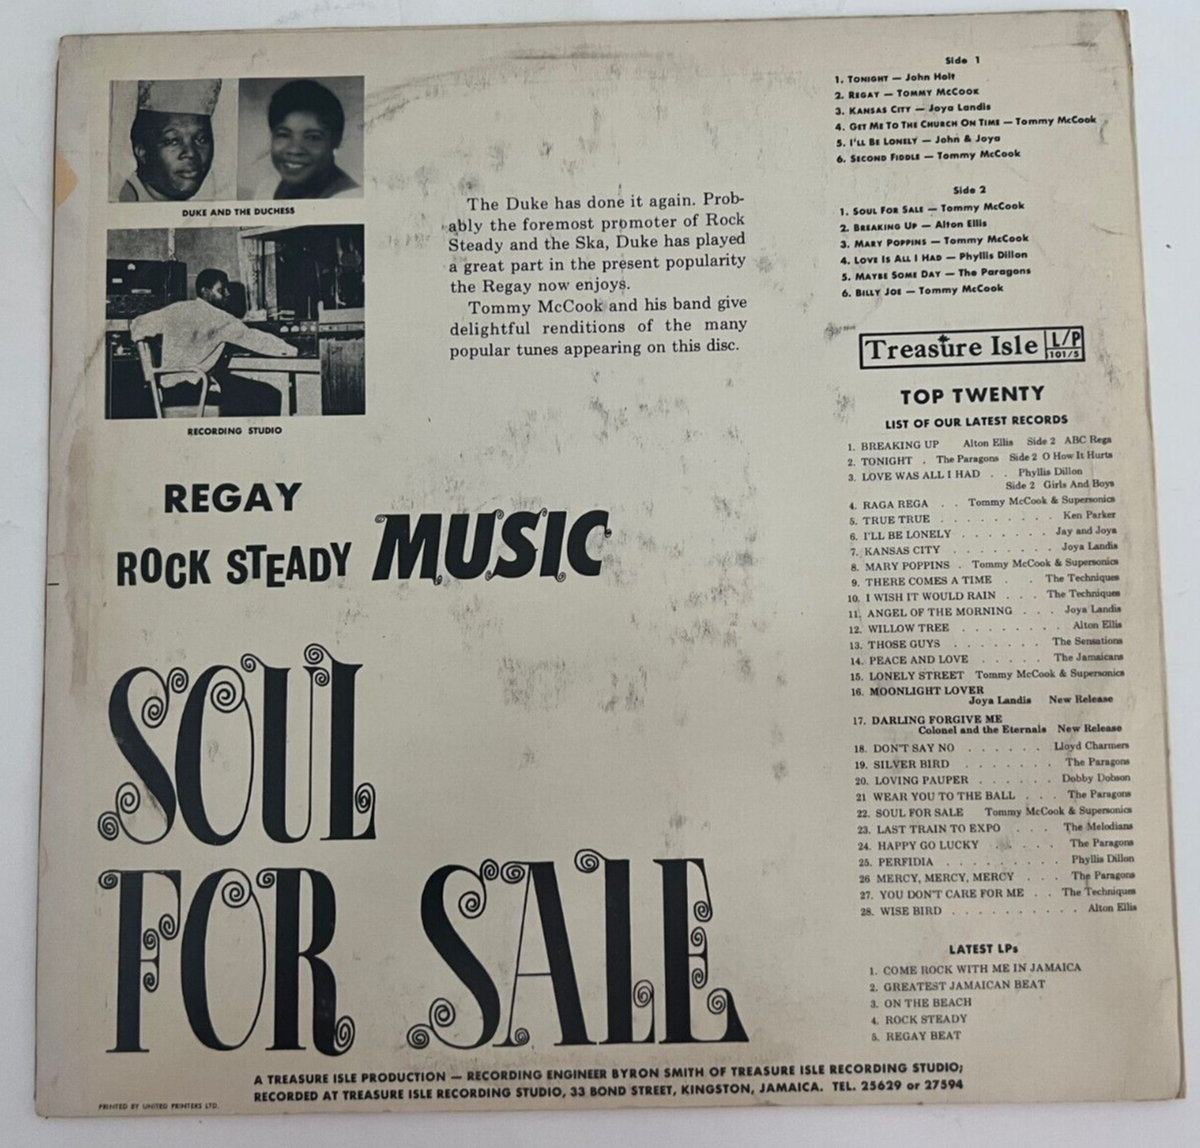 DUKE AND THE DUCHESS
RECORDING STUDIO
The Duke has done it again. Prob-
ably the foremost promoter of Rock
Steady and the Ska, Duke has played
a great part in the present popularity
the Regay now enjoys.
Tommy McCook and his band give
delightful renditions of the many
popular tunes appearing on this disc.
REGAY
ROCK STEADY MUSIC
SOUL
FOR SALE
Side 1
1. TONIGHT — John Holt
2. REGAY — TOMMY MCCOOK
3. KANSAS CITY — Joya Landis
4. GET ME TO THE CHURCH ON TIME — Tommy McCook
5. I'LL BE LONELY — John & Joya
6. SECOND FIDDLE — Tommy McCook
Side 2
1. SOUL FOR SALE — Tommy McCook
2. BREAKING UP — Alton Ellis
3. MARY POPPINS — Tommy McCook
4. LOVE IS ALL I HAD — Phyllis Dillon
5. MAYBE SOME DAY — The Paragons
6. BILLY JOE — Tommy McCook
Treasure Isle L/P
101/5
TOP TWENTY
LIST OF OUR LATEST RECORDS
1. BREAKING UP Alton Ellis Side 2 ABC Rega
2. TONIGHT . The Paragons Side 2 O How It Hurts
3. LOVE WAS ALL I HAD . . Phyllis Dillon
Side 2 Girls And Boys
4. RAGA REGA . . Tommy McCook & Supersonics
5. TRUE TRUE . . . . . . . . . Ken Parker
6. I'LL BE LONELY . . . . . . . Jay and Joya
7. KANSAS CITY . . . . . . . . Joya Landis
8. MARY POPPINS . Tommy McCook & Supersonics
9. THERE COMES A TIME . . The Techniques
10. I WISH IT WOULD RAIN . . . The Techniques
11. ANGEL OF THE MORNING . . . Joya Landis
12. WILLOW TREE . . . . . . . . Alton Ellis
13. THOSE GUYS . . . . . . . The Sensations
14. PEACE AND LOVE . . . . . The Jamaicans
15. LONELY STREET Tommy McCook & Supersonics
16. MOONLIGHT LOVER
Joya Landis New Release
17. DARLING FORGIVE ME
Colonel and the Eternals New Release
18. DON'T SAY NO . . . . . . Lloyd Charmers
19. SILVER BIRD . . . . . . . The Paragons
20. LOVING PAUPER . . . . . . Dobby Dobson
21 WEAR YOU TO THE BALL . . . The Paragons
22. SOUL FOR SALE Tommy McCook & Supersonics
23. LAST TRAIN TO EXPO . . . The Melodians
24. HAPPY GO LUCKY . . . . . The Paragons
25. PERFIDIA . . . . . . . . . Phyllis Dillon
26 MERCY, MERCY, MERCY . . . The Paragons
27. YOU DON'T CARE FOR ME . . The Techniques
28. WISE BIRD . . . . . . . . . . Alton Ellis
LATEST LPs
1. COME ROCK WITH ME IN JAMAICA
2. GREATEST JAMAICAN BEAT
3. ON THE BEACH
4. ROCK STEADY
5. REGAY BEAT
A TREASURE ISLE PRODUCTION — RECORDING ENGINEER BYRON SMITH OF TREASURE ISLE RECORDING STUDIO;
RECORDED AT TREASURE ISLE RECORDING STUDIO, 33 BOND STREET, KINGSTON, JAMAICA. TEL. 25629 or 27594
PRINTED BY UNITED PRINTERS LTD.